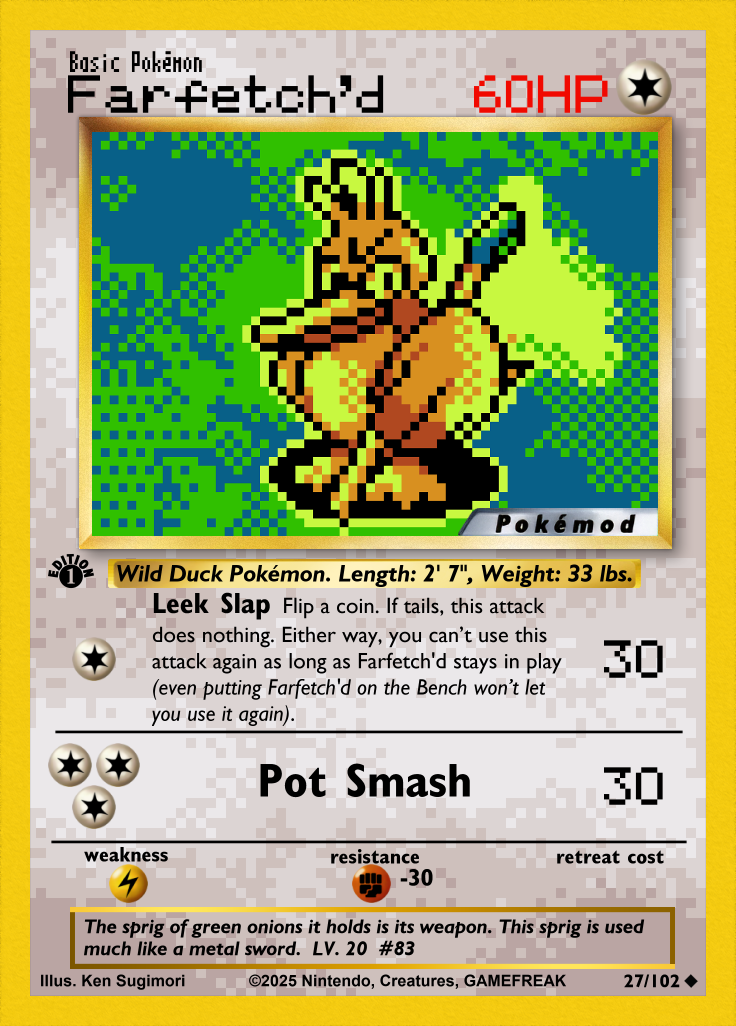 Basic Pokémon
Farfetch'd 60HP
Pokémod
EDITION 1
Wild Duck Pokémon. Length: 2' 7", Weight: 33 lbs.
Leek Slap Flip a coin. If tails, this attack
does nothing. Either way, you can't use this
attack again as long as Farfetch'd stays in play
(even putting Farfetch'd on the Bench won't let
you use it again).
30
Pot Smash 30
weakness resistance retreat cost
-30
The sprig of green onions it holds is its weapon. This sprig is used
much like a metal sword. LV. 20 #83
Illus. Ken Sugimori ©2025 Nintendo, Creatures, GAMEFREAK 27/102